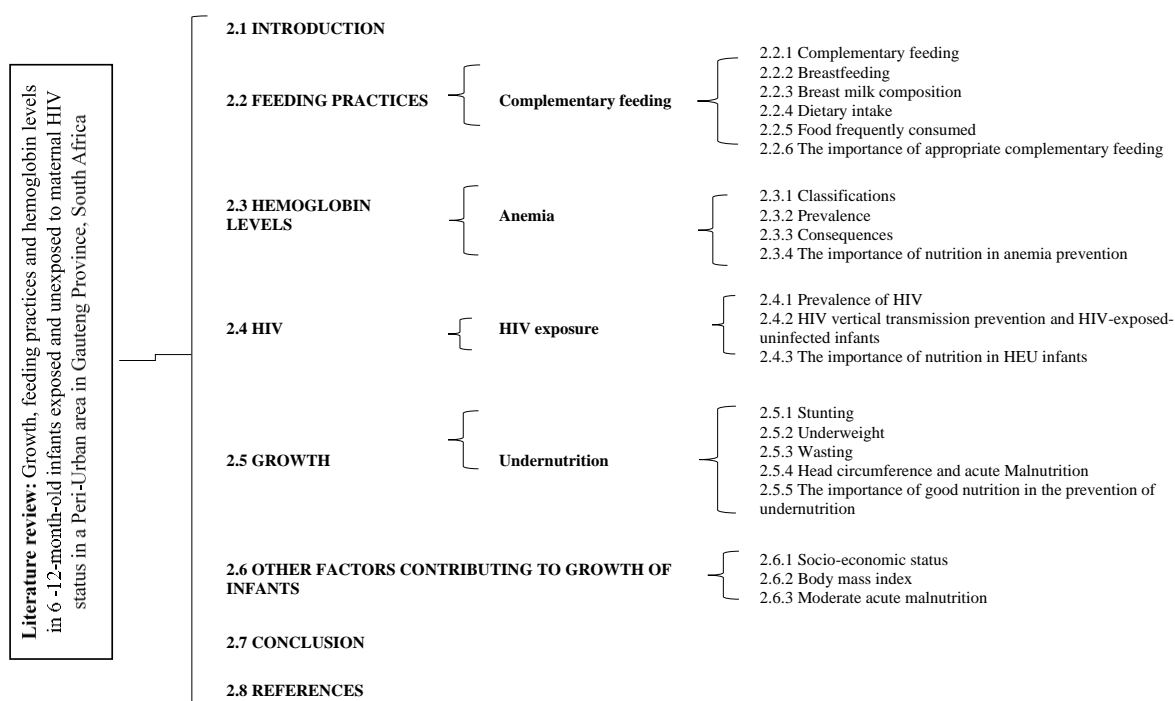 Literature review: Growth, feeding practices and hemoglobin levels
in 6 -12-month-old infants exposed and unexposed to maternal HIV
status in a Peri-Urban area in Gauteng Province, South Africa
2.1 INTRODUCTION
2.2 FEEDING PRACTICES
Complementary feeding
2.2.1 Complementary feeding
2.2.2 Breastfeeding
2.2.3 Breast milk composition
2.2.4 Dietary intake
2.2.5 Food frequently consumed
2.2.6 The importance of appropriate complementary feeding
2.3 HEMOGLOBIN
LEVELS
Anemia
2.3.1 Classifications
2.3.2 Prevalence
2.3.3 Consequences
2.3.4 The importance of nutrition in anemia prevention
2.4 HIV
HIV exposure
2.4.1 Prevalence of HIV
2.4.2 HIV vertical transmission prevention and HIV-exposed-
uninfected infants
2.4.3 The importance of nutrition in HEU infants
2.5 GROWTH
Undernutrition
2.5.1 Stunting
2.5.2 Underweight
2.5.3 Wasting
2.5.4 Head circumference and acute Malnutrition
2.5.5 The importance of good nutrition in the prevention of
undernutrition
2.6 OTHER FACTORS CONTRIBUTING TO GROWTH OF
INFANTS
2.6.1 Socio-economic status
2.6.2 Body mass index
2.6.3 Moderate acute malnutrition
2.7 CONCLUSION
2.8 REFERENCES